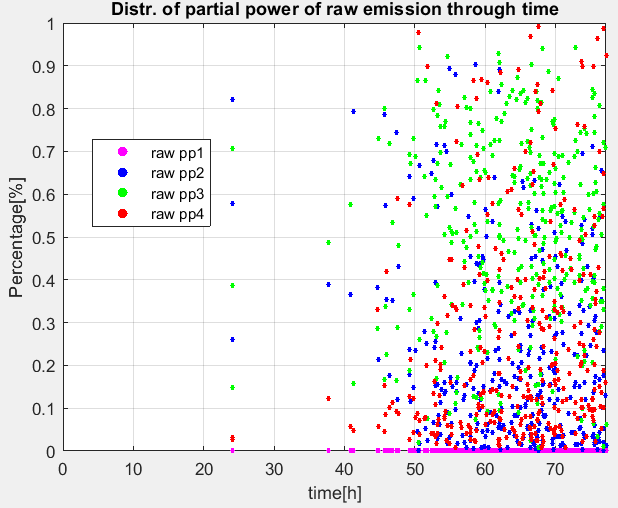 Distr. of partial power of raw emission through time
1
0.9
0.8
0.7
0.6
0.5
0.4
0.3
0.2
0.1
0
Percentage[%]
raw pp1
raw pp2
raw pp3
raw pp4
0 10 20 30 40 50 60 70
time[h]